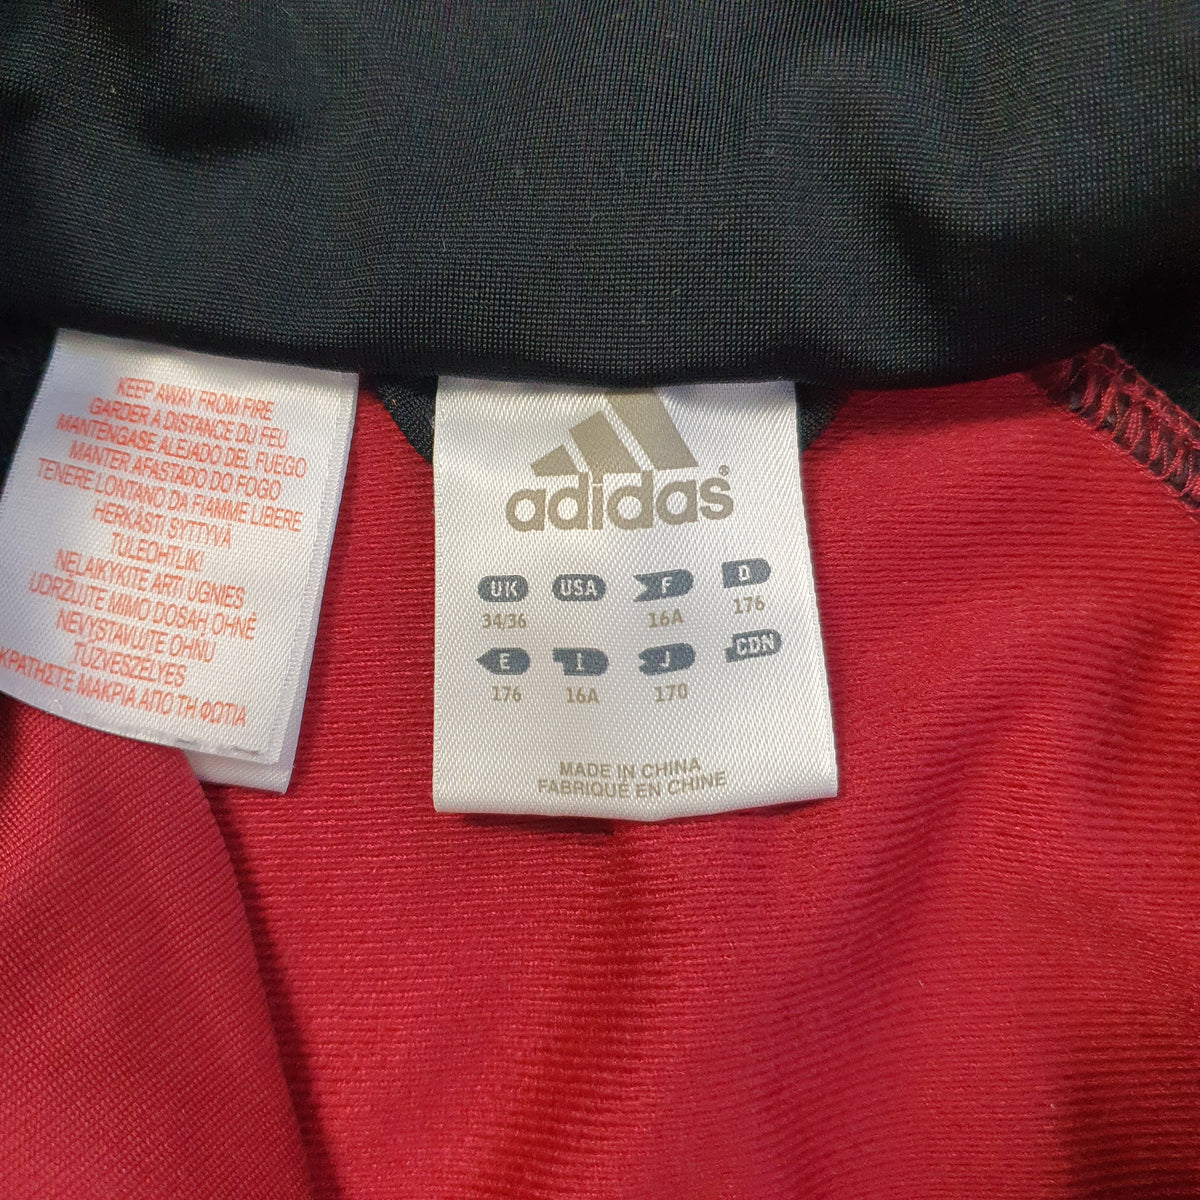 KEEP AWAY FROM FIRE
GARDER A DISTANCE DU FEU
MANTÉNGASE ALEJADO DEL FUEGO
MANTER AFASTADO DO FOGO
TENERE LONTANO DA FIAMME LIBERE
HERKÄSTI SYTTYVÄ
TULEOHTLIKI
NELAIKYKITE ARTI UGNIES
UDRŽUJTE MIMO DOSAH OHNĚ
NEVYSTAVUJTE OHŇU
TŰZVESZÉLYES
ΚΡΑΤΗΣΤΕ ΜΑΚΡΙΑ ΑΠΟ ΤΗ ΦΩΤΙΑ
adidas®
UK USA F D
34/36 16A 176
E I J CDN
176 16A 170
MADE IN CHINA
FABRIQUÉ EN CHINE